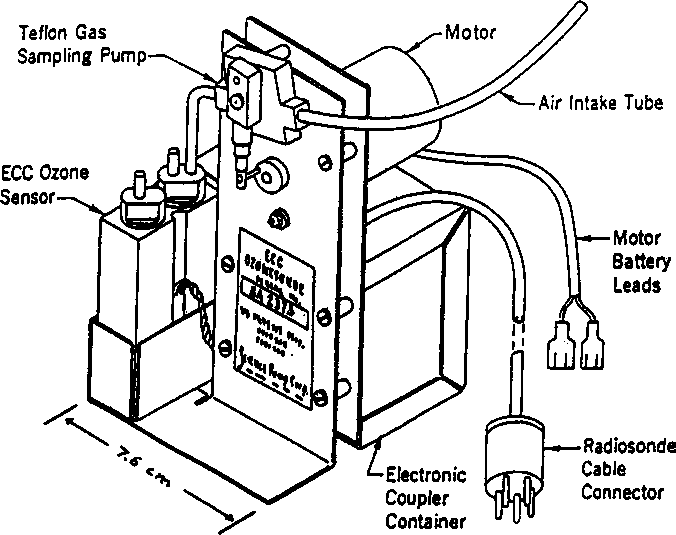 Teflon Gas
Sampling Pump
Motor
Air Intake Tube
ECC Ozone
Sensor
Motor
Battery
Leads
ECC
OZONESONDE
7.6 cm
Radiosonde
Cable
Connector
Electronic
Coupler
Container